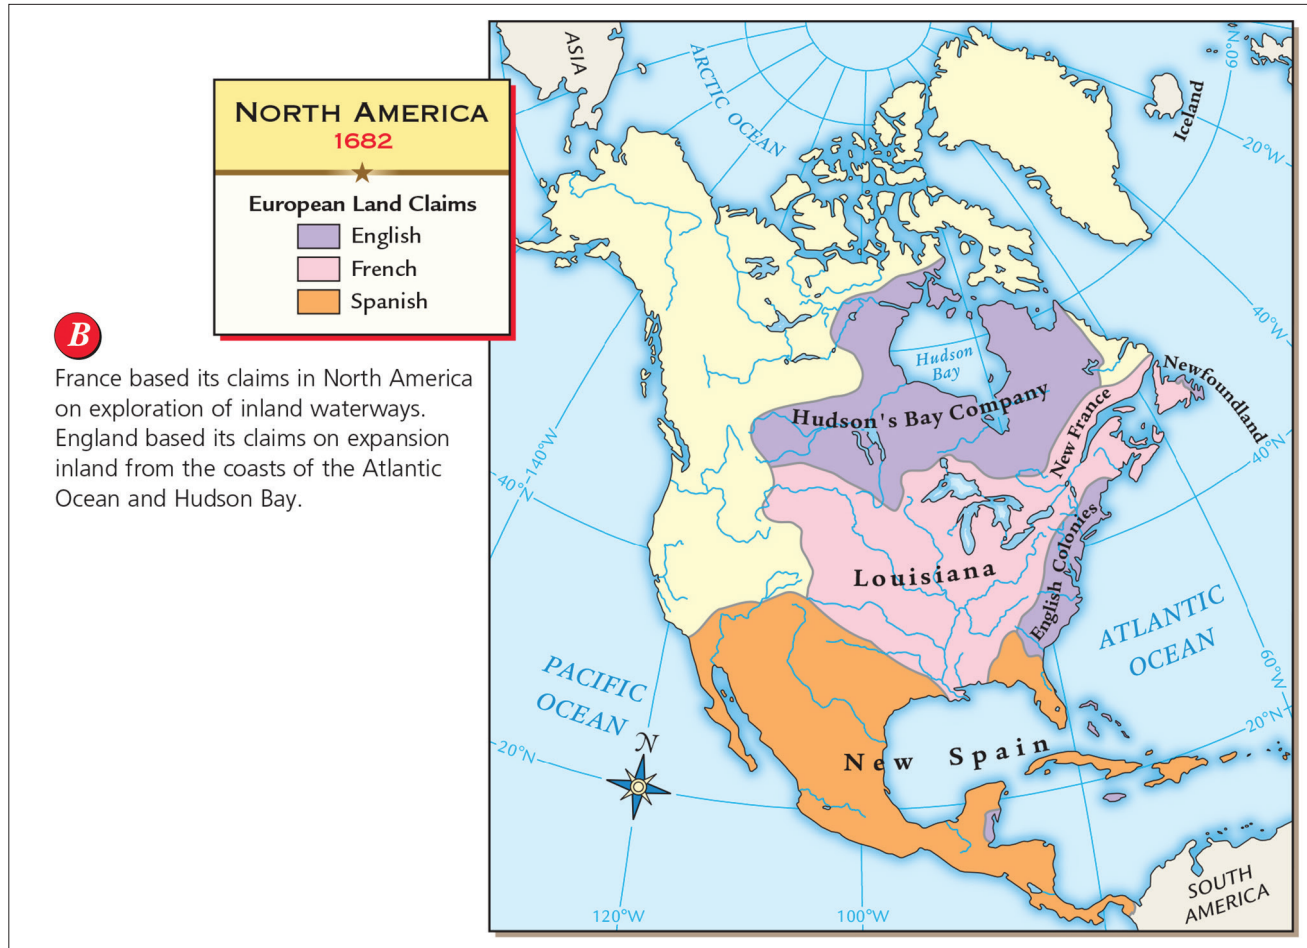 NORTH AMERICA
1682
European Land Claims
English
French
Spanish
B
France based its claims in North America
on exploration of inland waterways.
England based its claims on expansion
inland from the coasts of the Atlantic
Ocean and Hudson Bay.
ASIA
ARCTIC OCEAN
Iceland
60°N
20°W
40°W
Hudson
Bay
Hudson's Bay Company
New France
Newfoundland
40°N
140°W
40°N
English Colonies
Louisiana
ATLANTIC
OCEAN
PACIFIC
OCEAN
60°W
20°N
20°N
N
New Spain
SOUTH
AMERICA
120°W
100°W